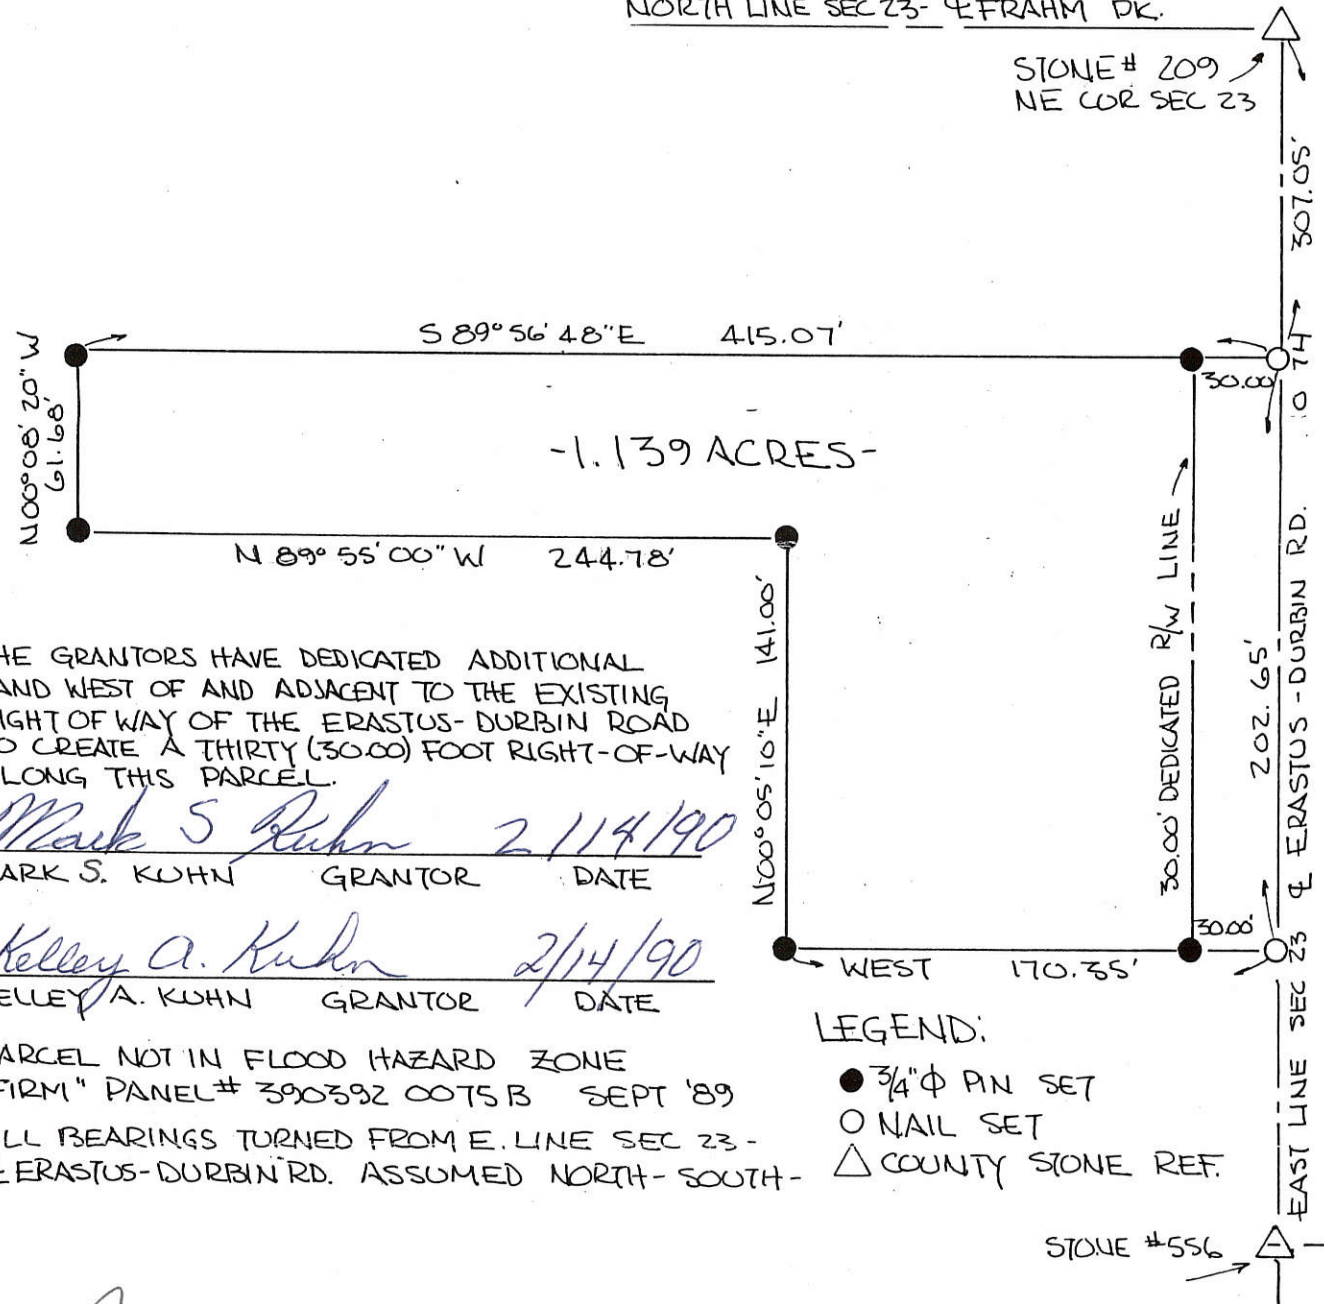 NORTH LINE SEC 23- ℄ FRAHM PK.
STONE# 209
NE COR SEC 23
307.05'
S 89° 56' 48" E 415.07'
30.00'
N 00° 08' 20" W
61.68'
-1.139 ACRES-
N 89° 55' 00" W 244.78'
N 00° 05' 10" E 141.00'
30.00' DEDICATED R/W LINE
202.65'
EAST LINE SEC 23 ℄ ERASTUS-DURBIN RD.
HE GRANTORS HAVE DEDICATED ADDITIONAL
AND WEST OF AND ADJACENT TO THE EXISTING
IGHT OF WAY OF THE ERASTUS-DURBIN ROAD
O CREATE A THIRTY (30.00) FOOT RIGHT-OF-WAY
LONG THIS PARCEL.
Mark S Kuhn 2/14/90
ARK S. KUHN GRANTOR DATE
Kelley A. Kuhn 2/14/90
ELLEY A. KUHN GRANTOR DATE
30.00'
WEST 170.35'
ARCEL NOT IN FLOOD HAZARD ZONE
FIRM" PANEL# 390392 0075B SEPT '89
LL BEARINGS TURNED FROM E. LINE SEC 23-
℄ ERASTUS-DURBIN RD. ASSUMED NORTH-SOUTH-
LEGEND:
3/4"Φ PIN SET
NAIL SET
COUNTY STONE REF.
STONE #556